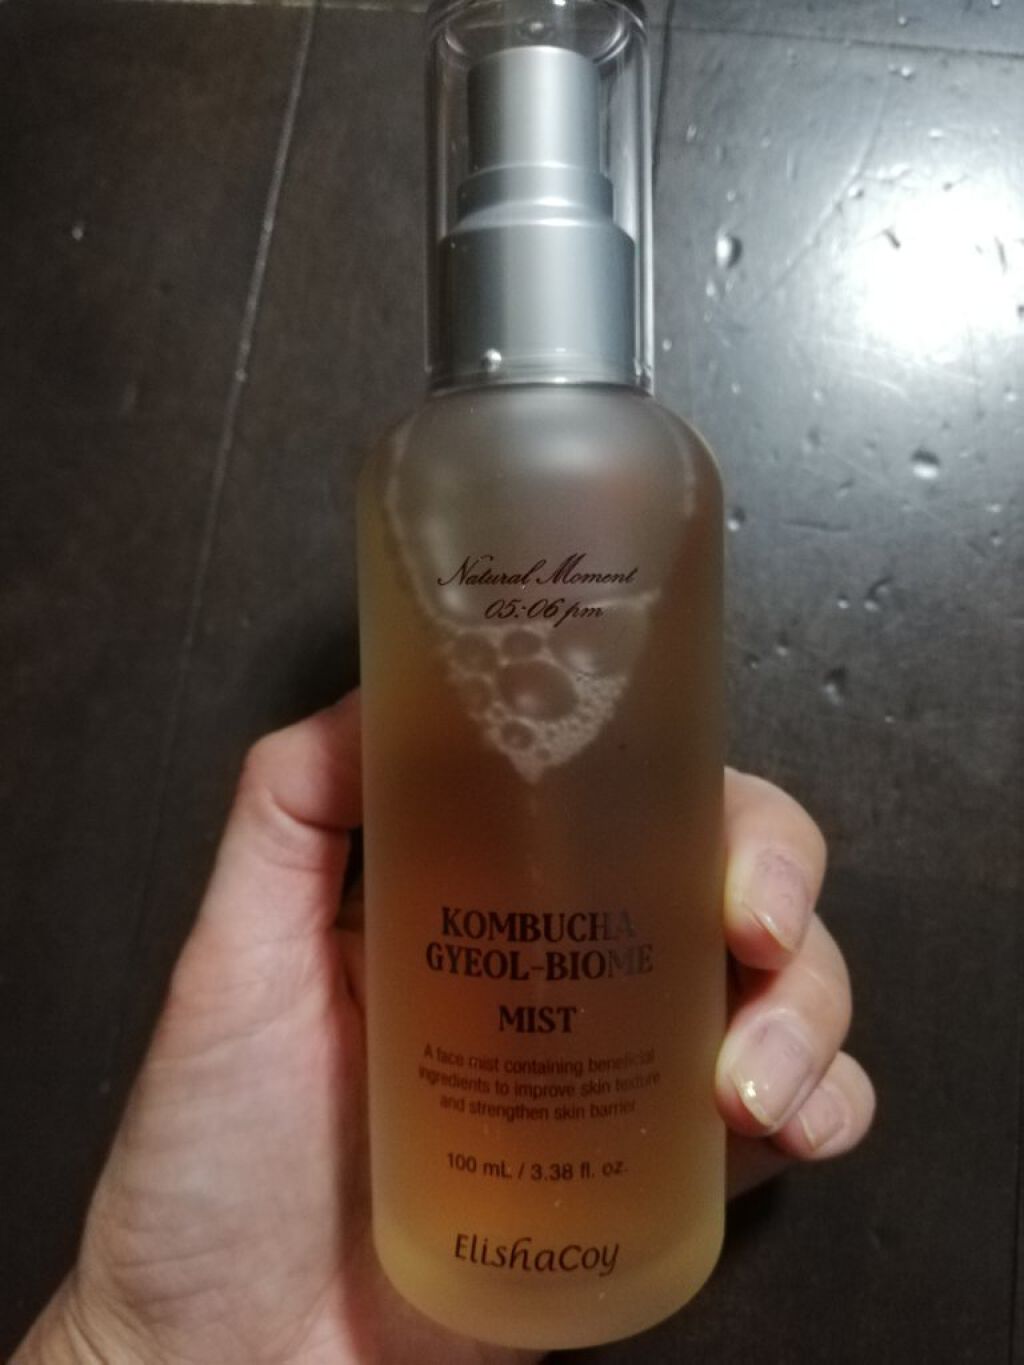 Natural Moment
05:06 pm
KOMBUCHA
GYEOL-BIOME
MIST
A face mist containing beneficial
ingredients to improve skin texture
and strengthen skin barrier.
100 mL / 3.38 fl. oz.
ElishaCoy